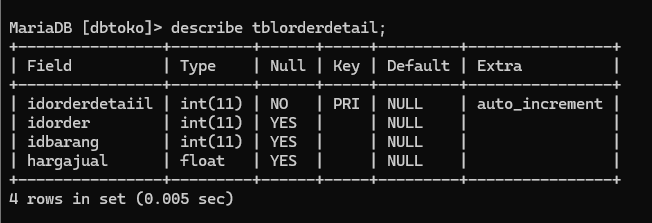 MariaDB [dbtoko]> describe tblorderdetail;
+----------------+---------+------+-----+---------+----------------+
| Field          | Type    | Null | Key | Default | Extra          |
+----------------+---------+------+-----+---------+----------------+
| idorderdetaiil | int(11) | NO   | PRI | NULL    | auto_increment |
| idorder        | int(11) | YES  |     | NULL    |                |
| idbarang       | int(11) | YES  |     | NULL    |                |
| hargajual      | float   | YES  |     | NULL    |                |
+----------------+---------+------+-----+---------+----------------+
4 rows in set (0.005 sec)